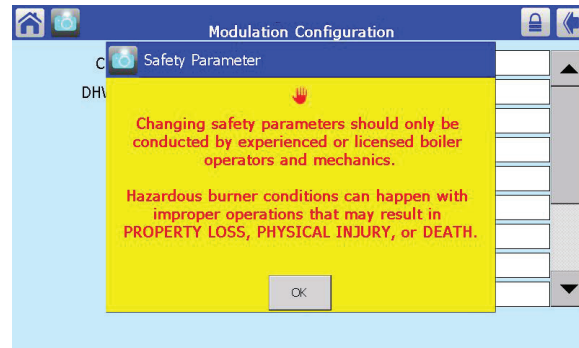 Modulation Configuration
Safety Parameter
C
DHV
Changing safety parameters should only be
conducted by experienced or licensed boiler
operators and mechanics.
Hazardous burner conditions can happen with
improper operations that may result in
PROPERTY LOSS, PHYSICAL INJURY, or DEATH.
OK